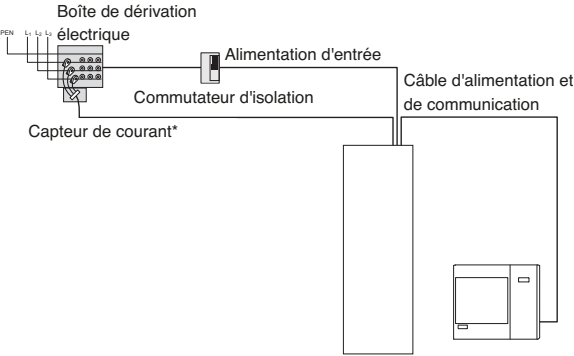 Boîte de dérivation
électrique
PEN L₁ L₂ L₃
Alimentation d'entrée
Commutateur d'isolation
Câble d'alimentation et
de communication
Capteur de courant*